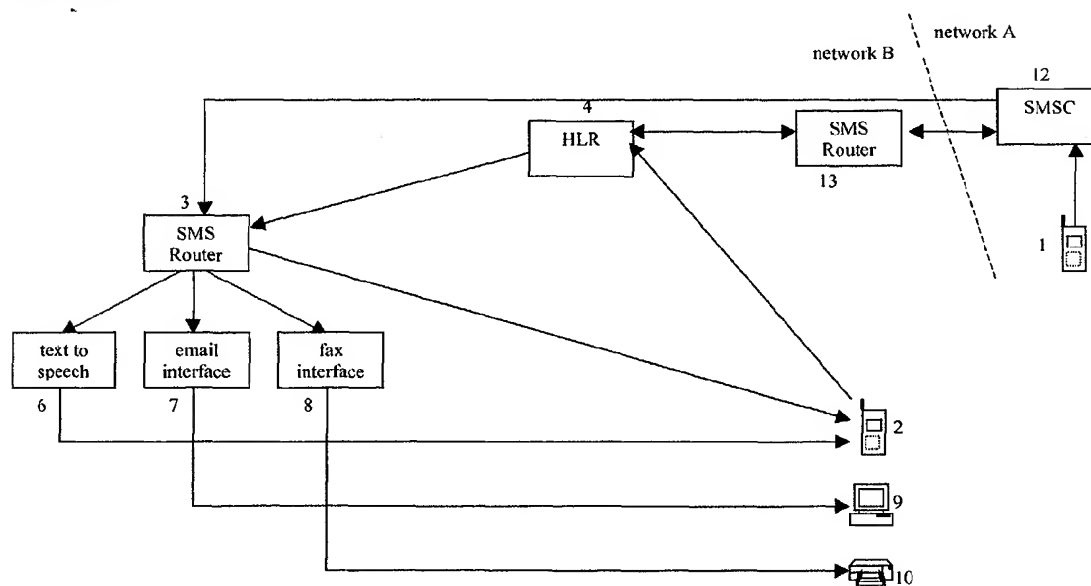 network A
network B
12
SMSC
4
HLR
SMS
Router
13
3
SMS
Router
1
text to
speech
email
interface
fax
interface
6
7
8
2
9
10